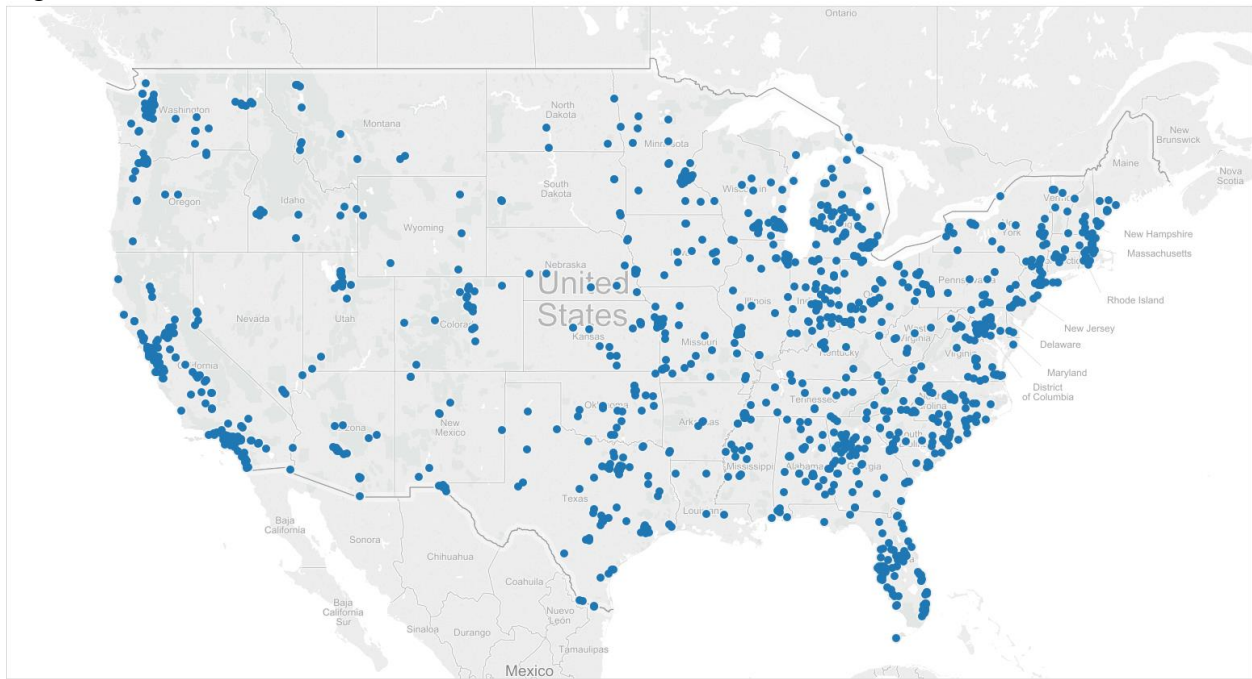 Ontario
Washington
Montana
North
Dakota
Minnesota
New
Brunswick
Maine
Nova
Scotia
Oregon
Idaho
South
Dakota
Wyoming
New Hampshire
Massachusetts
Nebraska
United
States
Rhode Island
Nevada
Utah
Illinois
New Jersey
Kansas
Missouri
West
Virginia
Virginia
Delaware
California
Kentucky
Maryland
District
of Columbia
Tennessee
New
Mexico
Mississippi
Alabama
Georgia
Texas
Baja
California
Sonora
Chihuahua
Coahuila
Baja
California
Sur
Nuevo
León
Sinaloa
Durango
Tamaulipas
Mexico